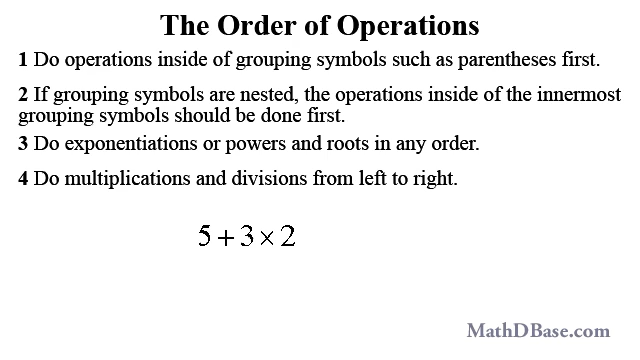 The Order of Operations
1 Do operations inside of grouping symbols such as parentheses first.
2 If grouping symbols are nested, the operations inside of the innermost
grouping symbols should be done first.
3 Do exponentiations or powers and roots in any order.
4 Do multiplications and divisions from left to right.
5+3×2
MathDBase.com